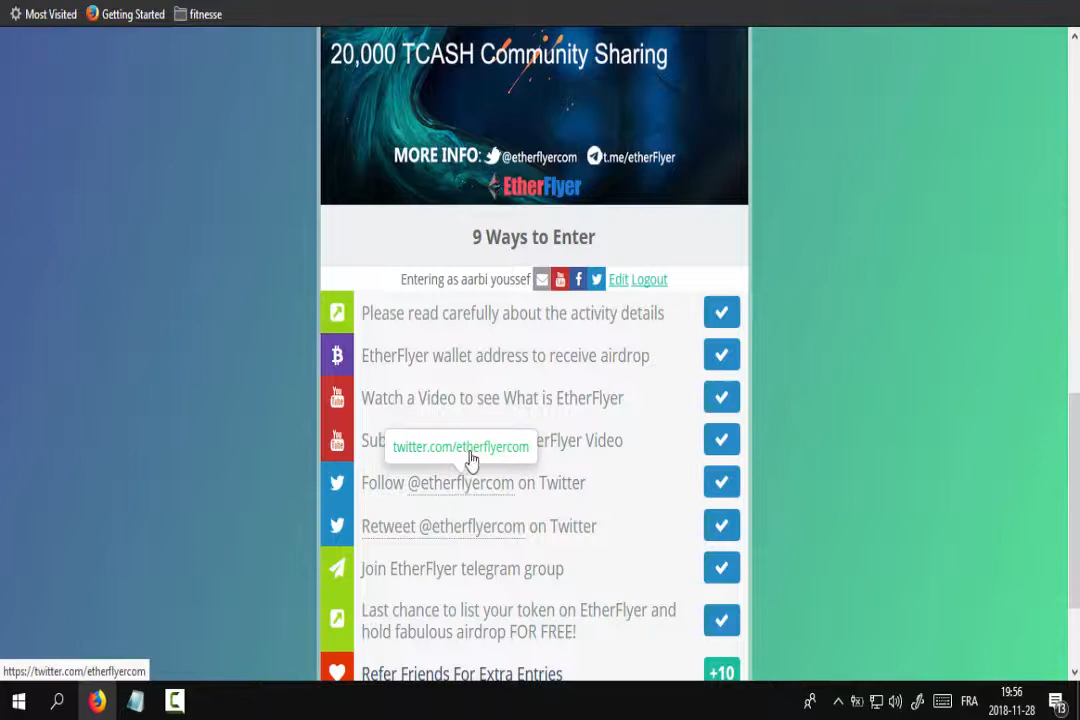 Most Visited Getting Started fitnesse
20,000 TCASH Community Sharing
MORE INFO: @etherflyercom t.me/etherFlyer
EtherFlyer
9 Ways to Enter
Entering as aarbi youssef Edit Logout
Please read carefully about the activity details
EtherFlyer wallet address to receive airdrop
Watch a Video to see What is EtherFlyer
Sub erFlyer Video
twitter.com/etherflyercom
Follow @etherflyercom on Twitter
Retweet @etherflyercom on Twitter
Join EtherFlyer telegram group
Last chance to list your token on EtherFlyer and
hold fabulous airdrop FOR FREE!
Refer Friends For Extra Entries +10
https://twitter.com/etherflyercom
FRA 19:56
2018-11-28 13